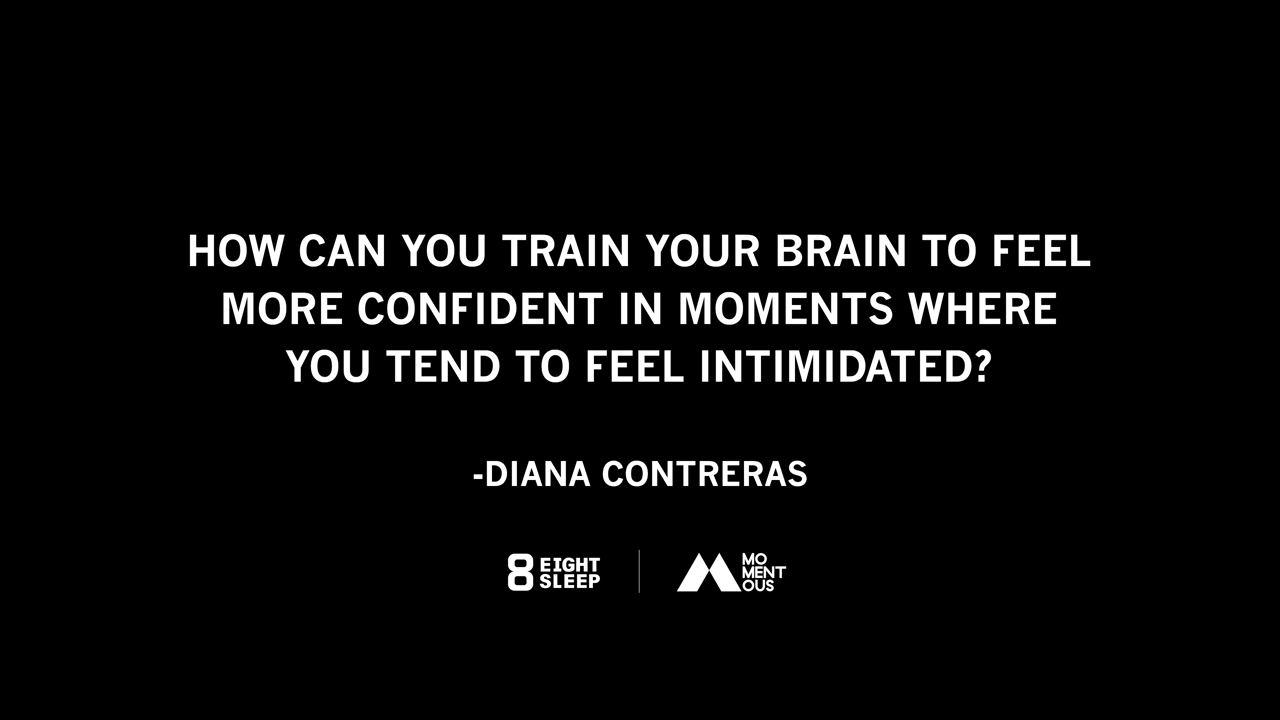 HOW CAN YOU TRAIN YOUR BRAIN TO FEEL
MORE CONFIDENT IN MOMENTS WHERE
YOU TEND TO FEEL INTIMIDATED?
-DIANA CONTRERAS
8 EIGHT
SLEEP
MO
MENT
OUS